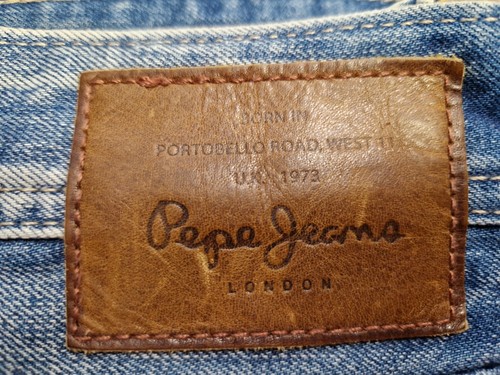 BORN IN
PORTOBELLO ROAD, WEST 11
U.K. 1973
Pepe Jeans
LONDON